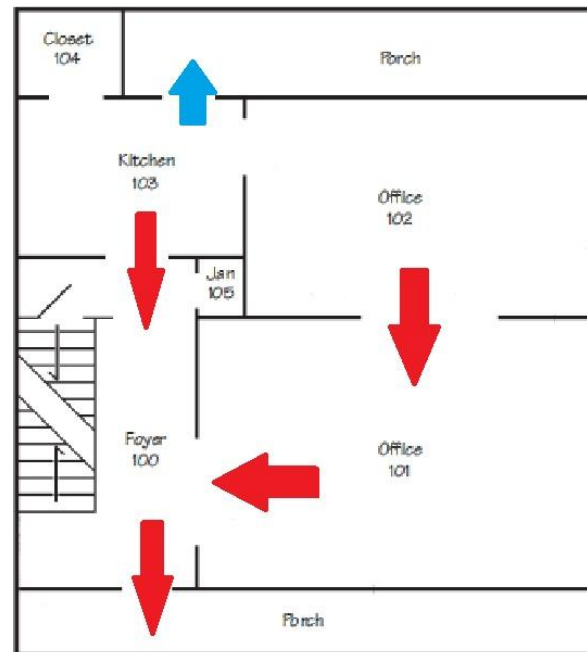 Closet
104
Porch
Kitchen
103
Office
102
Jan
105
Foyer
100
Office
101
Porch